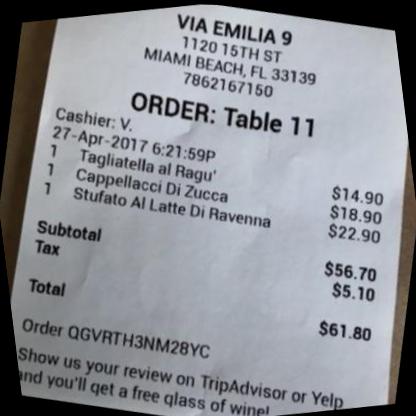 VIA EMILIA 9
1120 15TH ST
MIAMI BEACH, FL 33139
7862167150
ORDER: Table 11
Cashier: V.
27-Apr-2017 6:21:59P
1 Tagliatella al Ragu' $14.90
1 Cappellacci Di Zucca $18.90
1 Stufato Al Latte Di Ravenna $22.90
Subtotal $56.70
Tax $5.10
Total $61.80
Order QGVRTH3NM28YC
Show us your review on TripAdvisor or Yelp
and you'll get a free glass of wine!